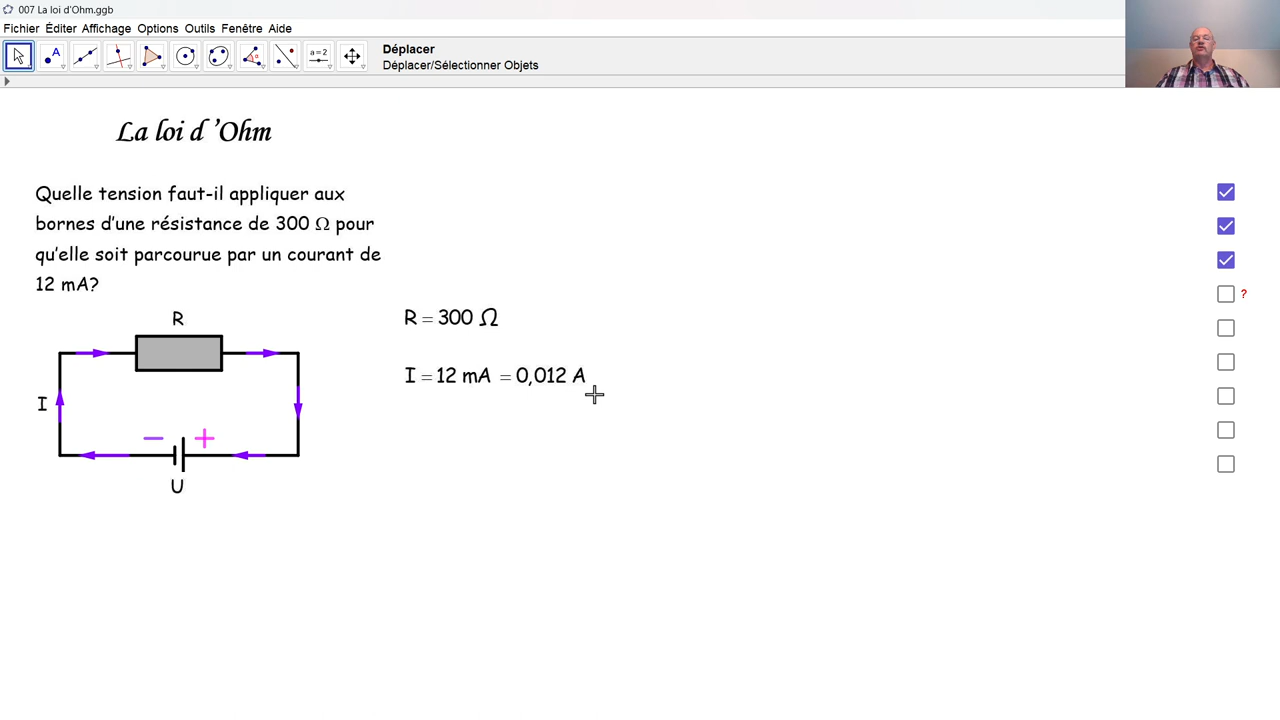 007 La loi d'Ohm.ggb
Fichier Éditer Affichage Options Outils Fenêtre Aide
A
a=2
Déplacer
Déplacer/Sélectionner Objets
La loi d 'Ohm
Quelle tension faut-il appliquer aux
bornes d'une résistance de 300 Ω pour
qu'elle soit parcourue par un courant de
12 mA?
?
R
R = 300 Ω
I = 12 mA = 0,012 A
I
− +
U